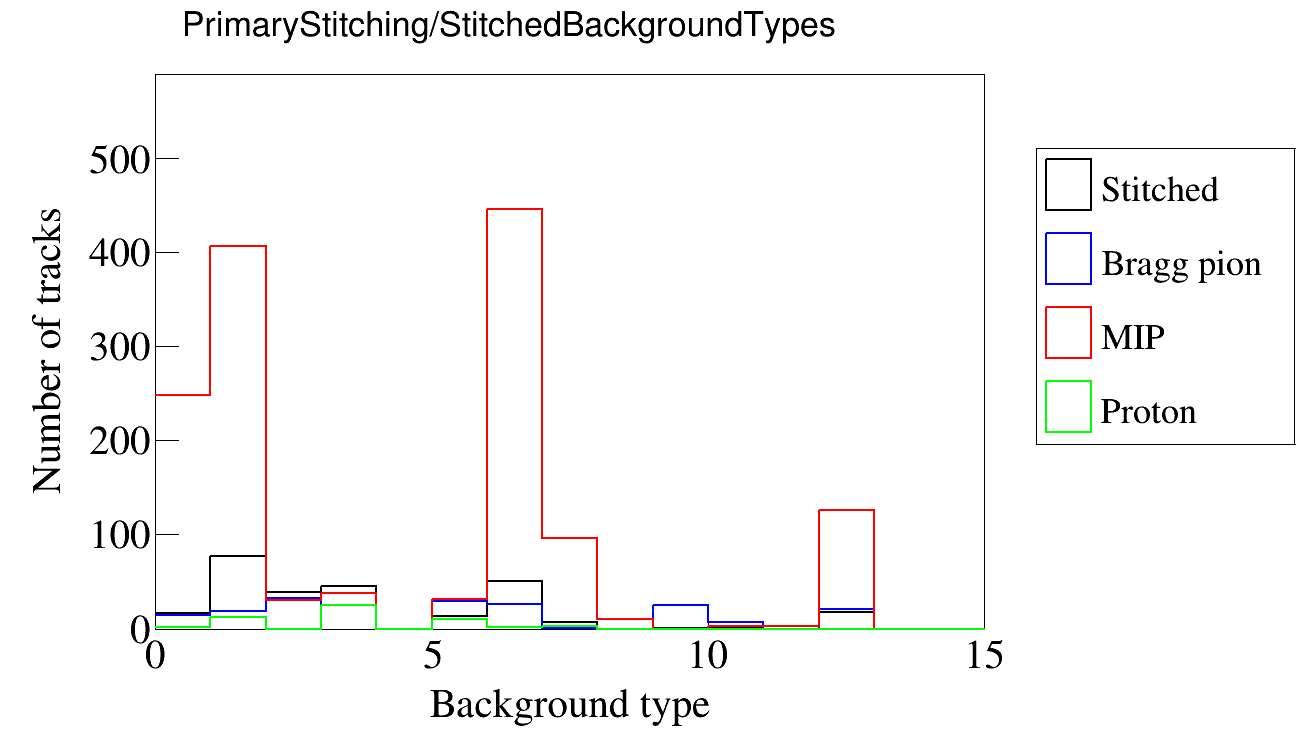 PrimaryStitching/StitchedBackgroundTypes
500
400
300
200
100
0
0 5 10 15
Number of tracks
Background type
Stitched
Bragg pion
MIP
Proton